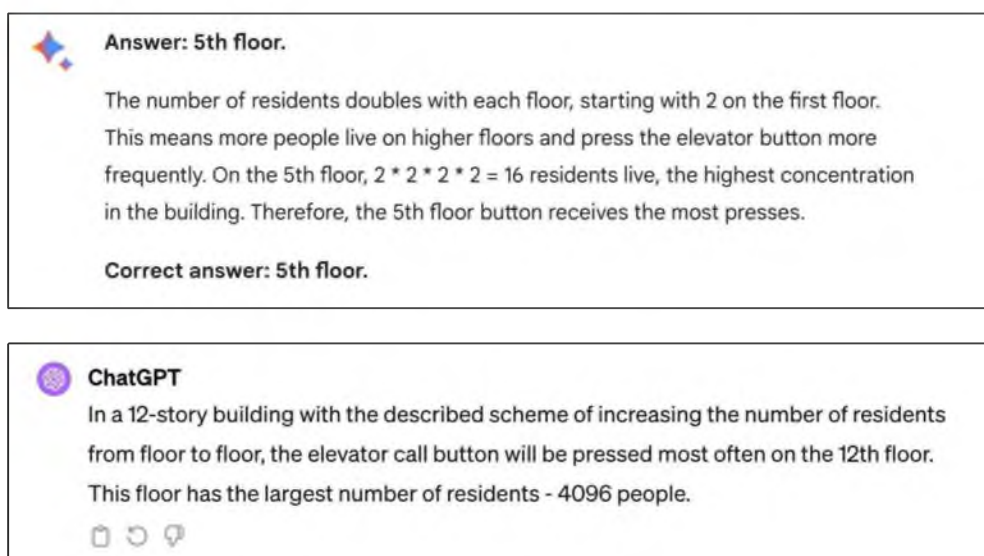 Answer: 5th floor.
The number of residents doubles with each floor, starting with 2 on the first floor.
This means more people live on higher floors and press the elevator button more
frequently. On the 5th floor, 2 * 2 * 2 * 2 = 16 residents live, the highest concentration
in the building. Therefore, the 5th floor button receives the most presses.
Correct answer: 5th floor.
ChatGPT
In a 12-story building with the described scheme of increasing the number of residents
from floor to floor, the elevator call button will be pressed most often on the 12th floor.
This floor has the largest number of residents - 4096 people.